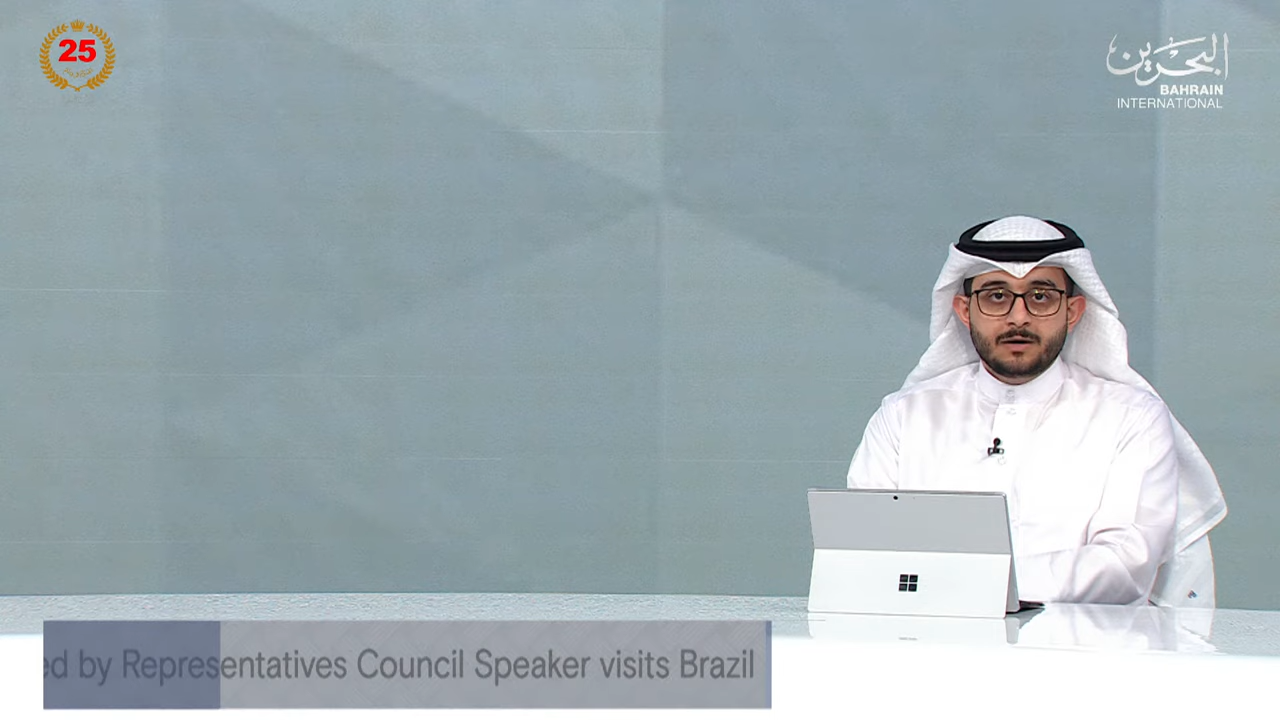 25
البحرين
BAHRAIN
INTERNATIONAL
ed by Representatives Council Speaker visits Brazil